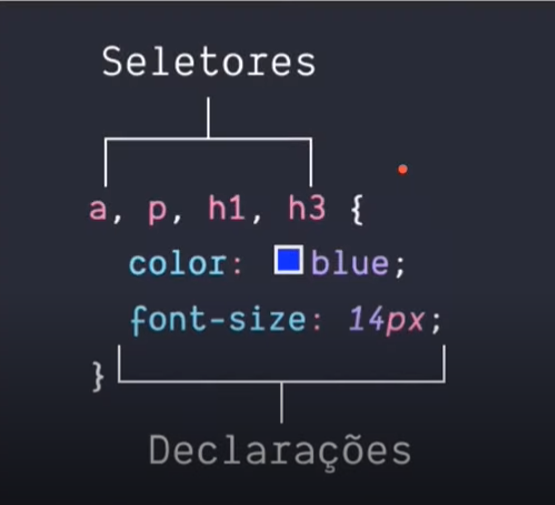 Seletores
a, p, h1, h3 {
color: blue;
font-size: 14px;
}
Declarações